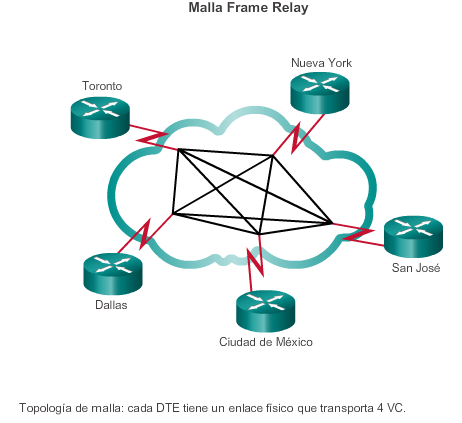 Malla Frame Relay
Nueva York
Toronto
San José
Dallas
Ciudad de México
Topología de malla: cada DTE tiene un enlace físico que transporta 4 VC.